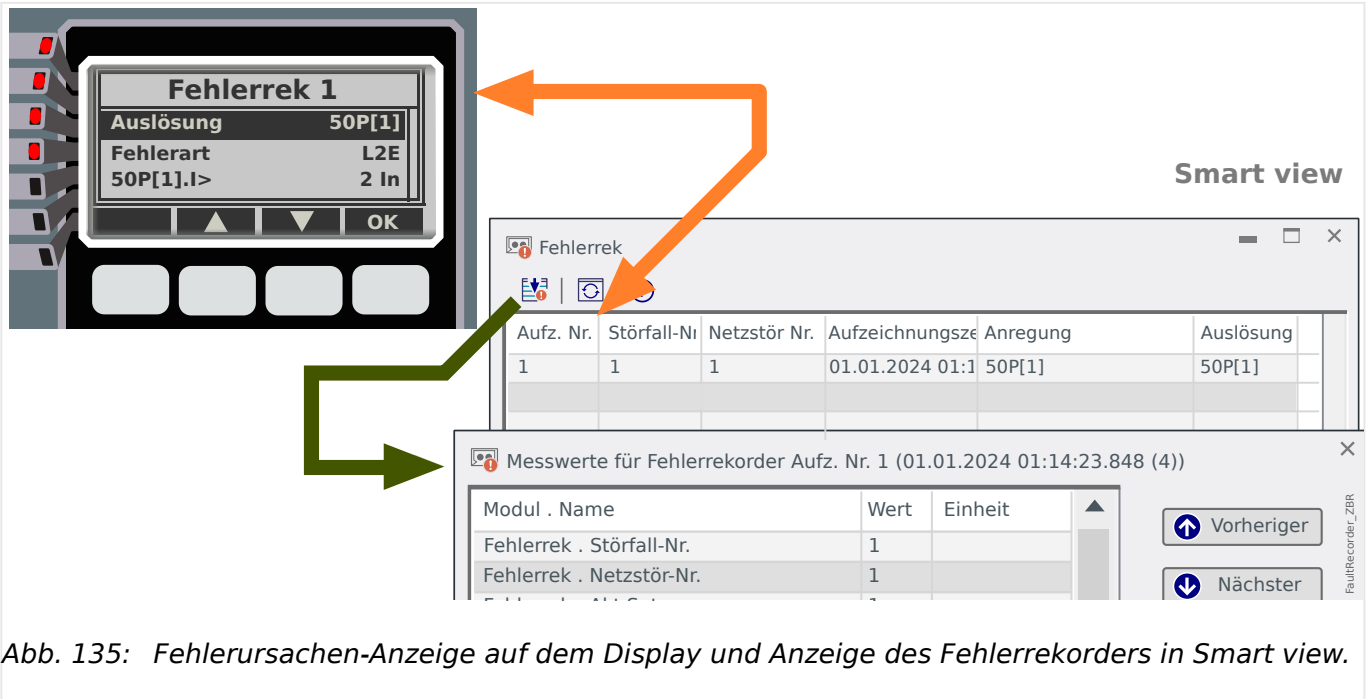 Fehlerrek 1
Auslösung 50P[1]
Fehlerart L2E
50P[1].I> 2 In
OK
Smart view
Fehlerrek
Aufz. Nr. Störfall-Nr Netzstör Nr. Aufzeichnungsze Anregung Auslösung
1 1 1 01.01.2024 01:1 50P[1] 50P[1]
Messwerte für Fehlerrekorder Aufz. Nr. 1 (01.01.2024 01:14:23.848 (4))
Modul . Name Wert Einheit
Fehlerrek . Störfall-Nr. 1
Fehlerrek . Netzstör-Nr. 1
Vorheriger
Nächster
FaultRecorder_ZBR
Abb. 135: Fehlerursachen-Anzeige auf dem Display und Anzeige des Fehlerrekorders in Smart view.